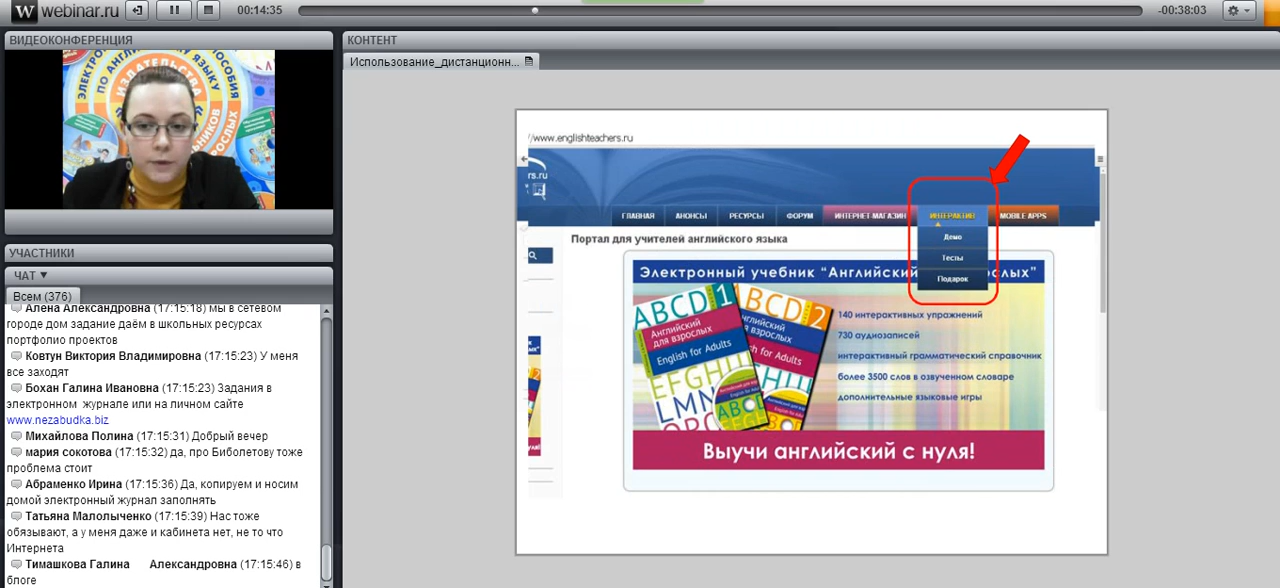 W webinar.ru
00:14:35
-00:38:03
ВИДЕОКОНФЕРЕНЦИЯ
ИЗДАТЕЛЬСТВА
УЧАСТНИКИ
ЧАТ ▼
Всем (376)
Алена Александровна (17:15:18) мы в сетевом
городе дом задание даём в школьных ресурсах
портфолио проектов
Ковтун Виктория Владимировна (17:15:23) У меня
все заходят
Бохан Галина Ивановна (17:15:23) Задания в
электроном журнале или на личном сайте
www.nezabudka.biz
Михайлова Полина (17:15:31) Добрый вечер
мария сокотова (17:15:32) да, про Биболетову тоже
проблема стоит
Абраменко Ирина (17:15:36) Да, копируем и носим
домой электронный журнал заполнять
Татьяна Малолыченко (17:15:39) Нас тоже
обязывают, а у меня даже и кабинета нет, не то что
Интернета
Тимашкова Галина Александровна (17:15:46) в
блоге
КОНТЕНТ
Использование_дистанционн...
/www.englishteachers.ru
rs.ru
ГЛАВНАЯ АНОНСЫ РЕСУРСЫ ФОРУМ ИНТЕРНЕТ-МАГАЗИН ИНТЕРАКТИВ MOBILE APPS
Демо
Тесты
Подарок
Портал для учителей английского языка
Электронный учебник "Английский
ослых"
ABCD 1
Английский
для взрослых
English for Adults
ABCD 2
Английский
для взрослых
English for Adults
140 интерактивных упражнений
730 аудиозаписей
интерактивный грамматический справочник
более 3500 слов в озвученном словаре
дополнительные языковые игры
Выучи английский с нуля!